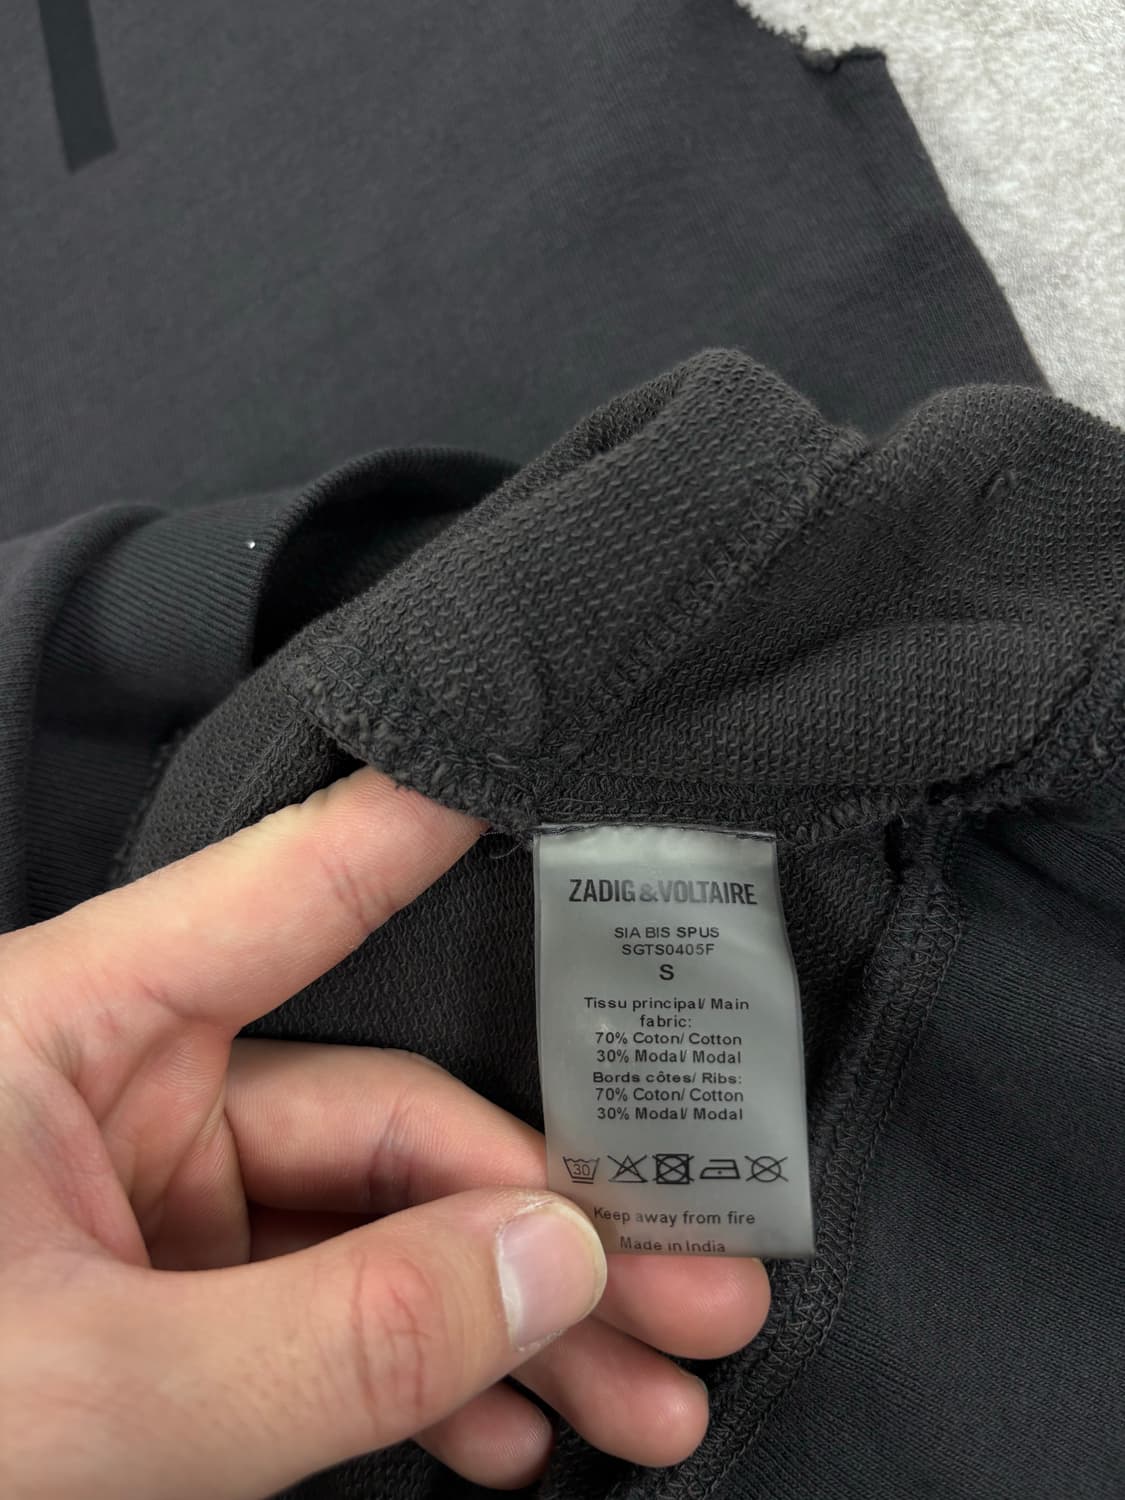 ZADIG&VOLTAIRE
SIA BIS SPUS
SGTS0405F
S
Tissu principal/ Main
fabric:
70% Coton/ Cotton
30% Modal/ Modal
Bords côtes/ Ribs:
70% Coton/ Cotton
30% Modal/ Modal
30
Keep away from fire
Made in India